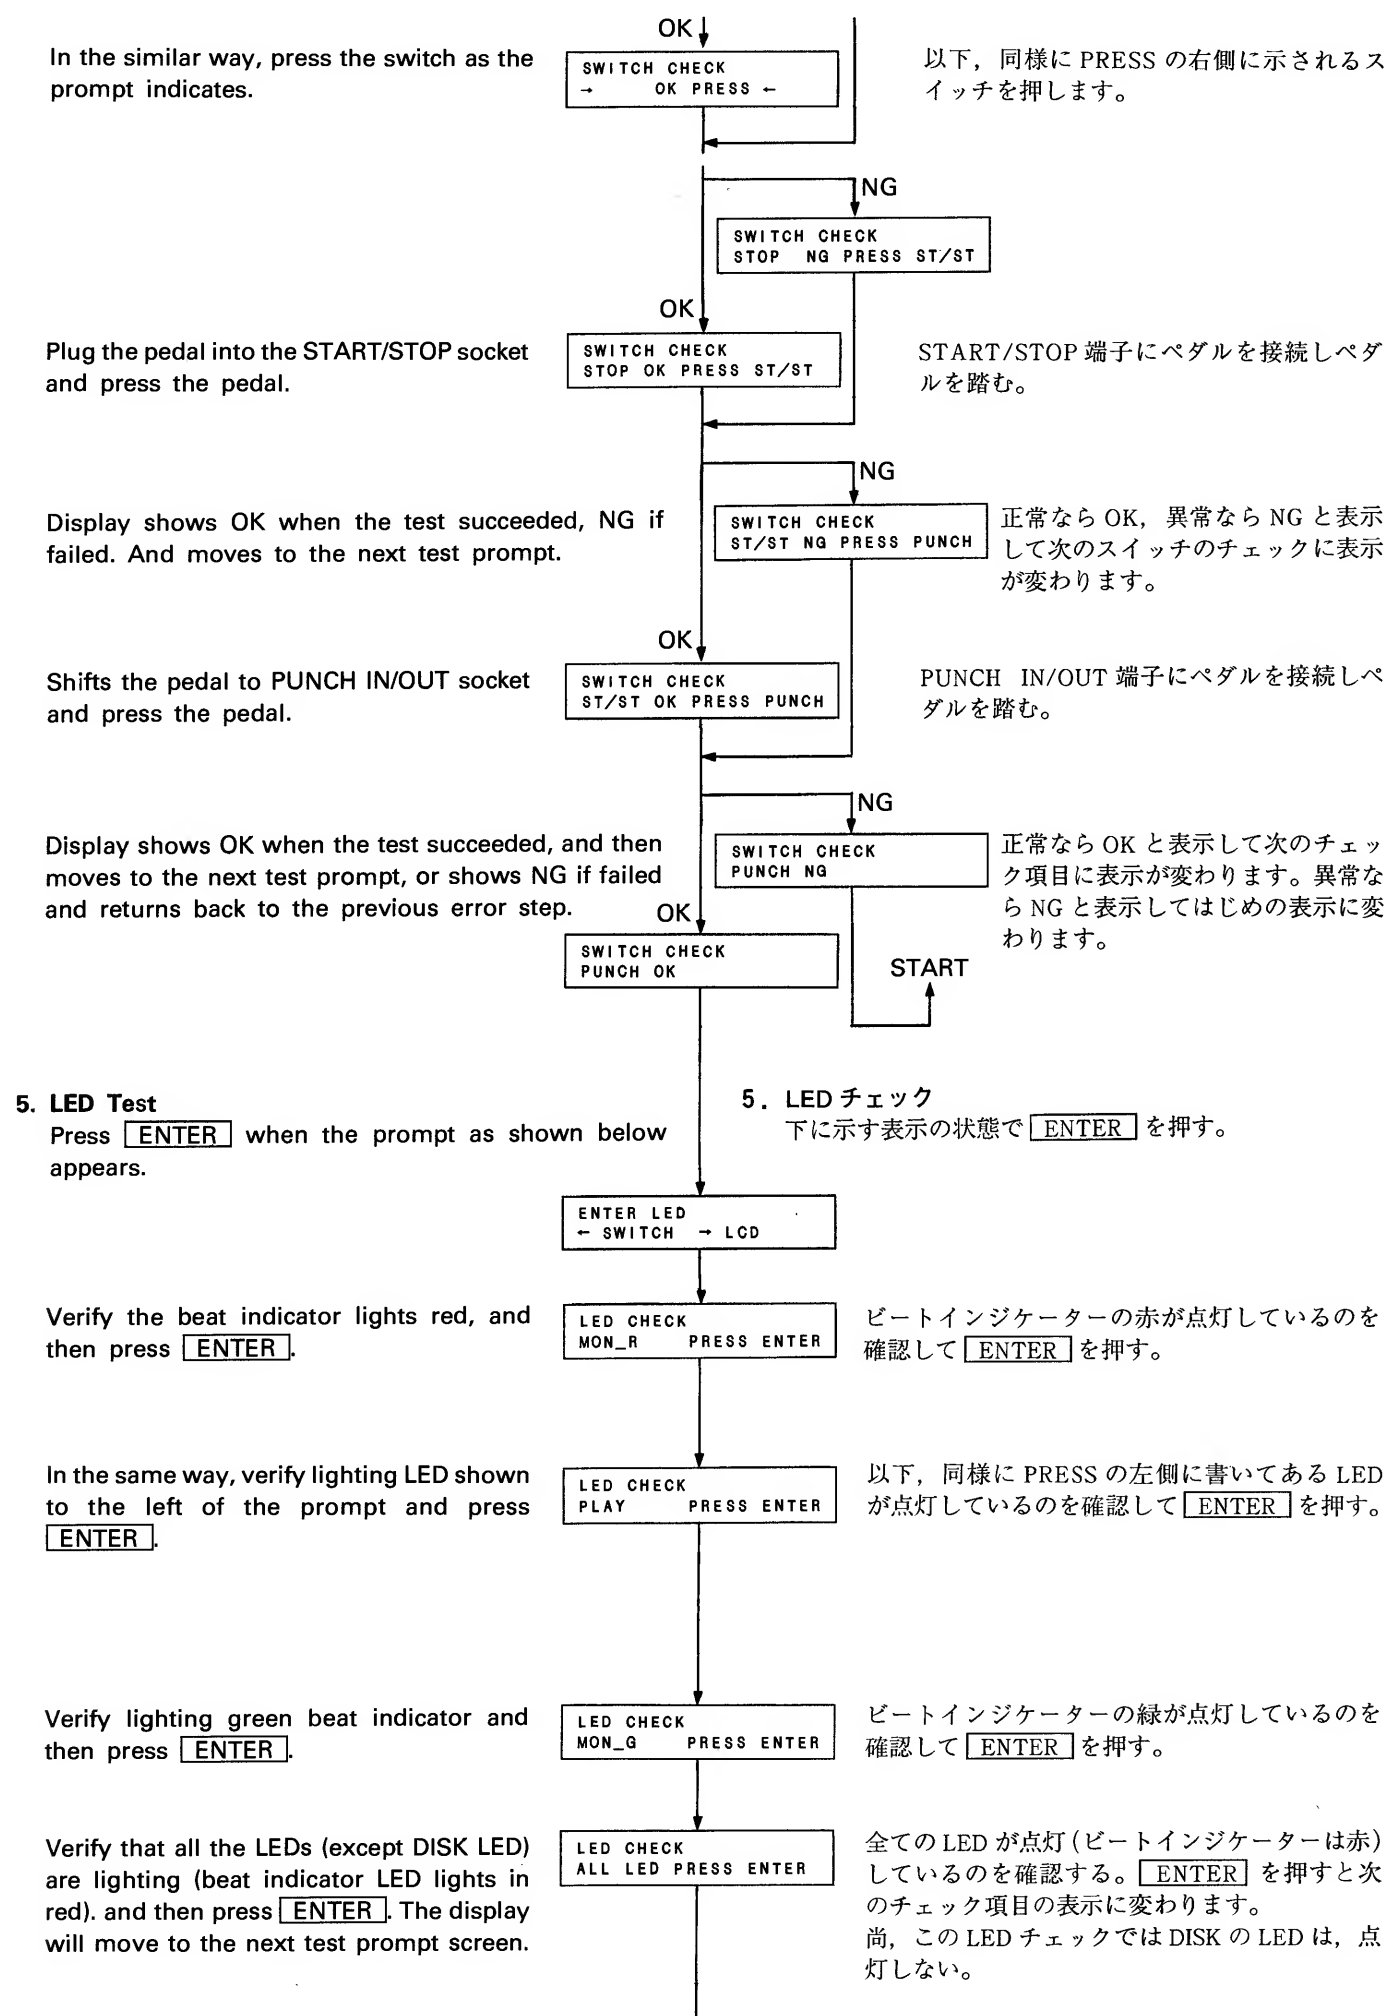 OK
In the similar way, press the switch as the
prompt indicates.
SWITCH CHECK
→ OK PRESS ←
以下，同様に PRESS の右側に示されるス
イッチを押します。
NG
SWITCH CHECK
STOP NG PRESS ST/ST
OK
Plug the pedal into the START/STOP socket
and press the pedal.
SWITCH CHECK
STOP OK PRESS ST/ST
START/STOP 端子にペダルを接続しペダ
ルを踏む。
NG
Display shows OK when the test succeeded, NG if
failed. And moves to the next test prompt.
SWITCH CHECK
ST/ST NG PRESS PUNCH
正常なら OK，異常なら NG と表示
して次のスイッチのチェックに表示
が変わります。
OK
Shifts the pedal to PUNCH IN/OUT socket
and press the pedal.
SWITCH CHECK
ST/ST OK PRESS PUNCH
PUNCH IN/OUT 端子にペダルを接続しペ
ダルを踏む。
NG
Display shows OK when the test succeeded, and then
moves to the next test prompt, or shows NG if failed
and returns back to the previous error step.
SWITCH CHECK
PUNCH NG
正常なら OK と表示して次のチェッ
ク項目に表示が変わります。異常な
ら NG と表示してはじめの表示に変
わります。
OK
SWITCH CHECK
PUNCH OK
START
5. LED Test
Press ENTER when the prompt as shown below
appears.
5. LED チェック
下に示す表示の状態で ENTER を押す。
ENTER LED
← SWITCH → LCD
Verify the beat indicator lights red, and
then press ENTER.
LED CHECK
MON_R PRESS ENTER
ビートインジケーターの赤が点灯しているのを
確認して ENTER を押す。
In the same way, verify lighting LED shown
to the left of the prompt and press
ENTER.
LED CHECK
PLAY PRESS ENTER
以下，同様に PRESS の左側に書いてある LED
が点灯しているのを確認して ENTER を押す。
Verify lighting green beat indicator and
then press ENTER.
LED CHECK
MON_G PRESS ENTER
ビートインジケーターの緑が点灯しているのを
確認して ENTER を押す。
Verify that all the LEDs (except DISK LED)
are lighting (beat indicator LED lights in
red). and then press ENTER. The display
will move to the next test prompt screen.
LED CHECK
ALL LED PRESS ENTER
全ての LED が点灯（ビートインジケーターは赤）
しているのを確認する。 ENTER を押すと次
のチェック項目の表示に変わります。
尚，この LED チェックでは DISK の LED は，点
灯しない。